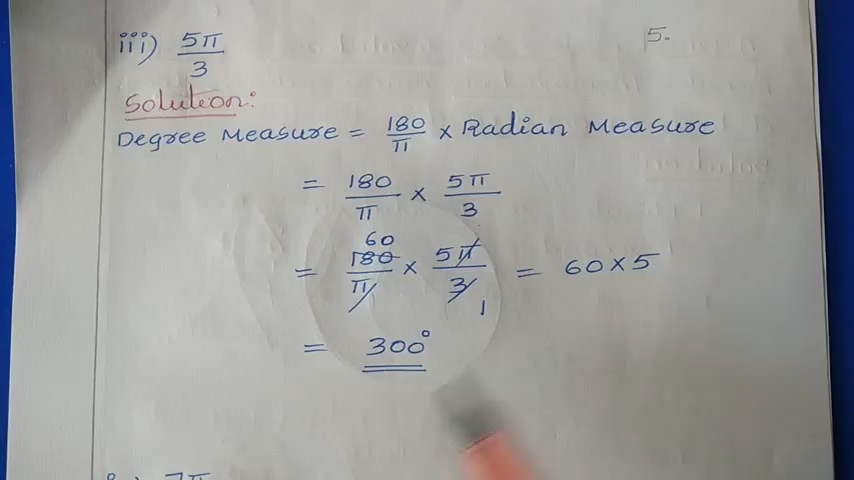 iii) 5π/3
5.
Solution:
Degree Measure = 180/π × Radian Measure
= 180/π × 5π/3
= 60 180/π × 5π/3 1 = 60 × 5
= 300°
7π